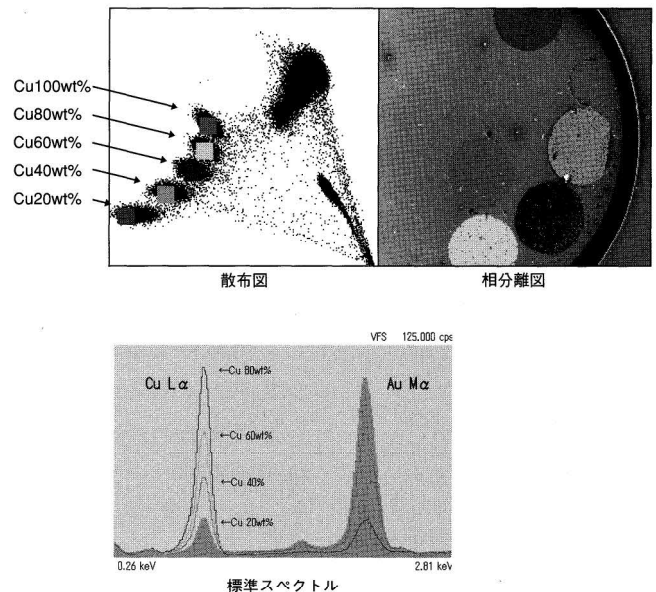 Cu100wt%
Cu80wt%
Cu60wt%
Cu40wt%
Cu20wt%
散布図
相分離図
VFS 125.000 cps
Cu Lα
Au Mα
←Cu 80wt%
←Cu 60wt%
←Cu 40%
←Cu 20wt%
0.26 keV
2.81 keV
標準スペクトル